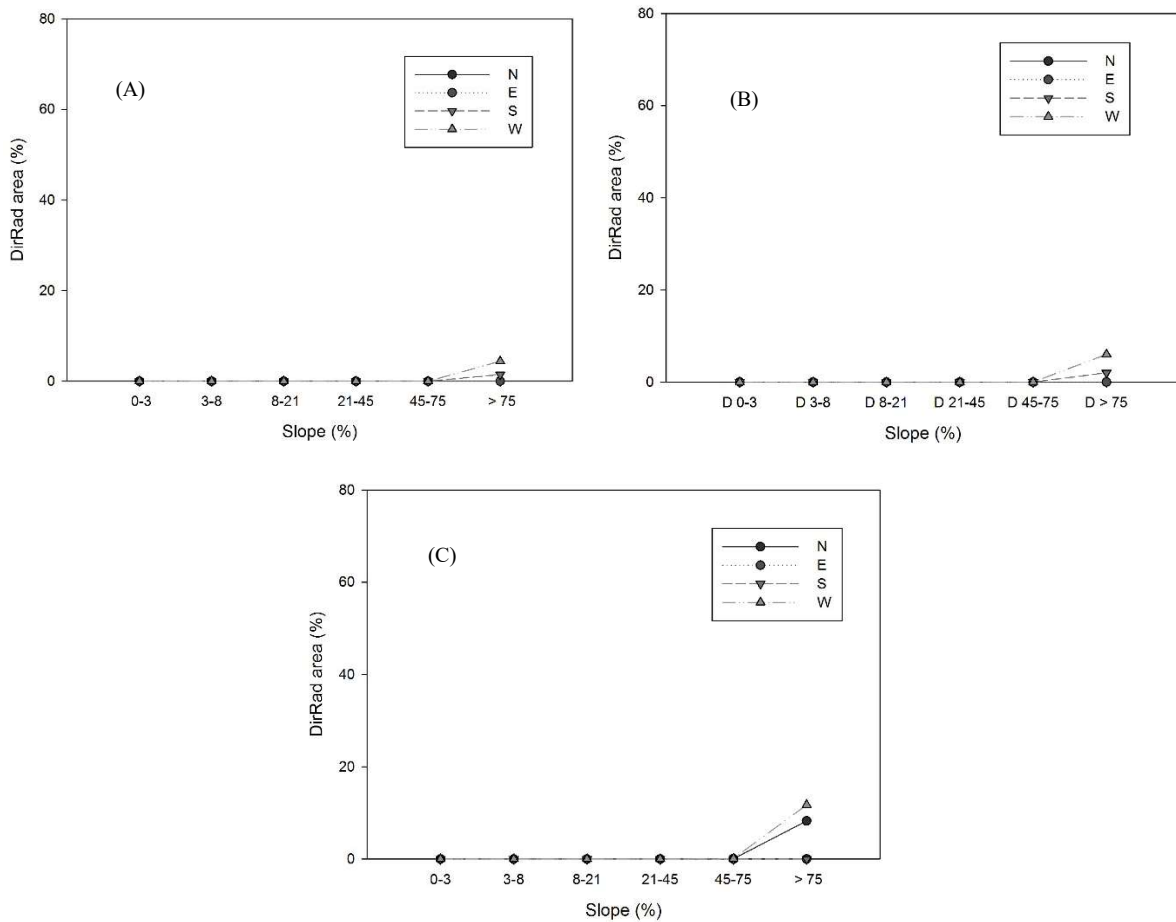 (A)
80
60
40
20
0
DirRad area (%)
N
E
S
W
0-3 3-8 8-21 21-45 45-75 > 75
Slope (%)
(B)
80
60
40
20
0
DirRad area (%)
N
E
S
W
D 0-3 D 3-8 D 8-21 D 21-45 D 45-75 D > 75
Slope (%)
(C)
80
60
40
20
0
DirRad area (%)
N
E
S
W
0-3 3-8 8-21 21-45 45-75 > 75
Slope (%)